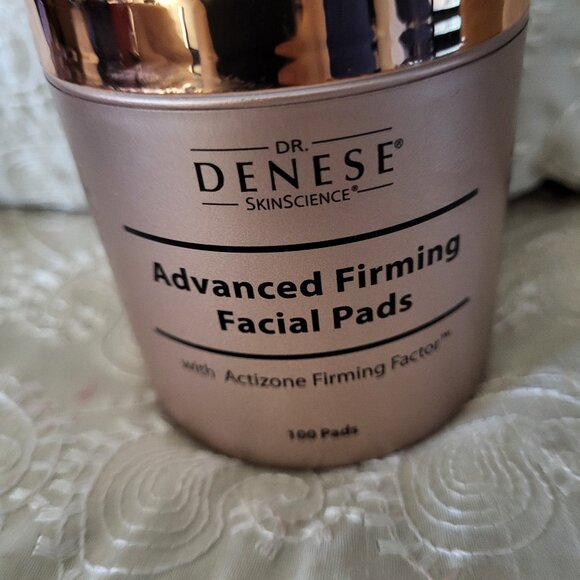 DR.
DENESE®
SKINSCIENCE®
Advanced Firming
Facial Pads
with Actizone Firming Factor™
100 Pads